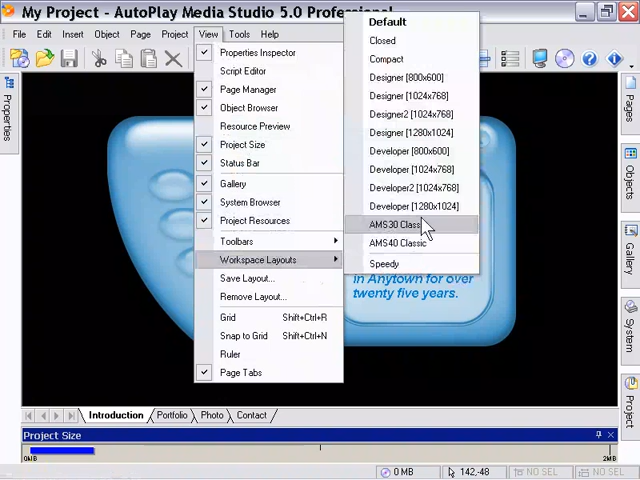 My Project - AutoPlay Media Studio 5.0 Professional
File
Edit
Insert
Object
Page
Project
View
Tools
Help
Properties Inspector
Script Editor
Page Manager
Object Browser
Resource Preview
Project Size
Status Bar
Gallery
System Browser
Project Resources
Toolbars
Workspace Layouts
Save Layout...
Remove Layout...
Grid Shift+Ctrl+R
Snap to Grid Shift+Ctrl+N
Ruler
Page Tabs
Default
Closed
Compact
Designer [800x600]
Designer [1024x768]
Designer2 [1024x768]
Designer [1280x1024]
Developer [800x600]
Developer [1024x768]
Developer2 [1024x768]
Developer [1280x1024]
AMS30
AMS40 Classic
Speedy
in Anytown for over
twenty five years.
Properties
Pages
Objects
Gallery
System
Project
Introduction
Portfolio
Photo
Contact
Project Size
0MB
2MB
0 MB
142,-48
NO SEL
NO SEL